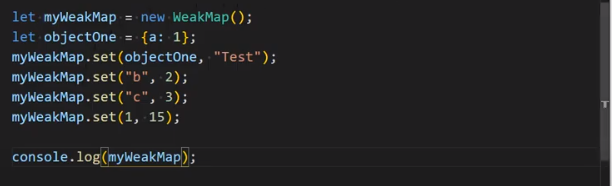 let myWeakMap = new WeakMap();
let objectOne = {a: 1};
myWeakMap.set(objectOne, "Test");
myWeakMap.set("b", 2);
myWeakMap.set("c", 3);
myWeakMap.set(1, 15);
console.log(myWeakMap);